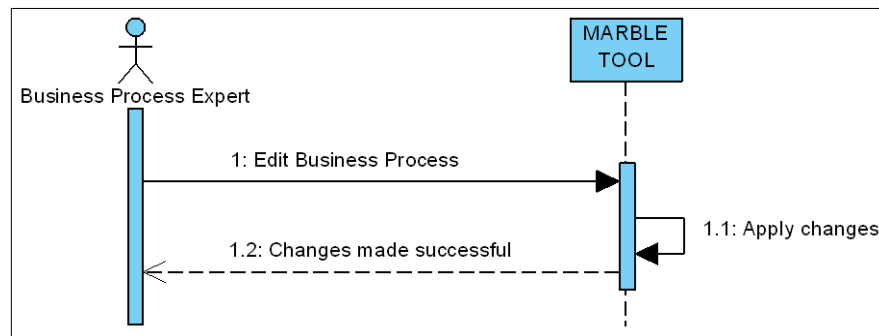 MARBLE
TOOL
Business Process Expert
1: Edit Business Process
1.1: Apply changes
1.2: Changes made successful